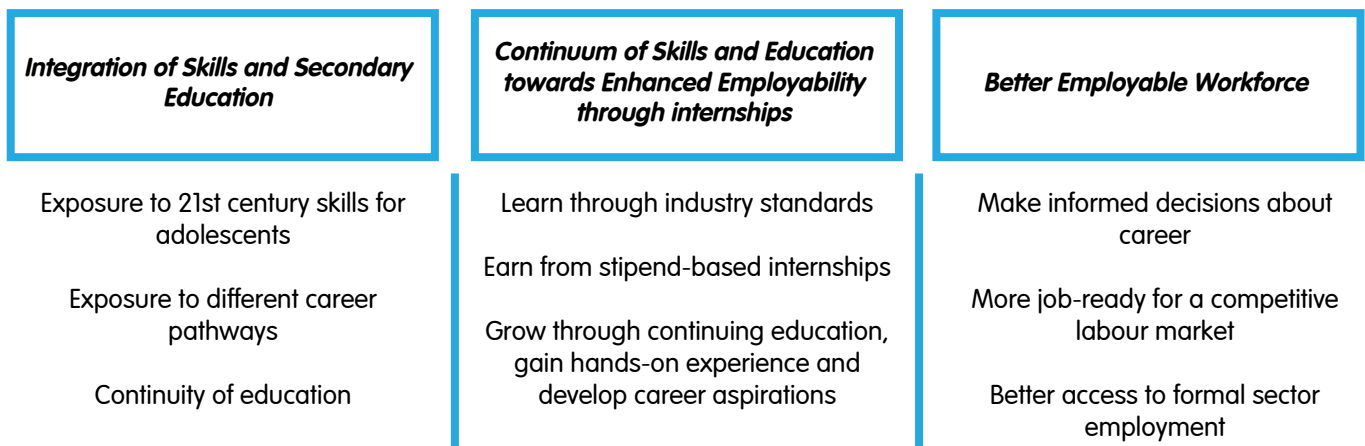 Integration of Skills and Secondary
Education
Exposure to 21st century skills for
adolescents
Exposure to different career
pathways
Continuity of education
Continuum of Skills and Education
towards Enhanced Employability
through internships
Learn through industry standards
Earn from stipend-based internships
Grow through continuing education,
gain hands-on experience and
develop career aspirations
Better Employable Workforce
Make informed decisions about
career
More job-ready for a competitive
labour market
Better access to formal sector
employment